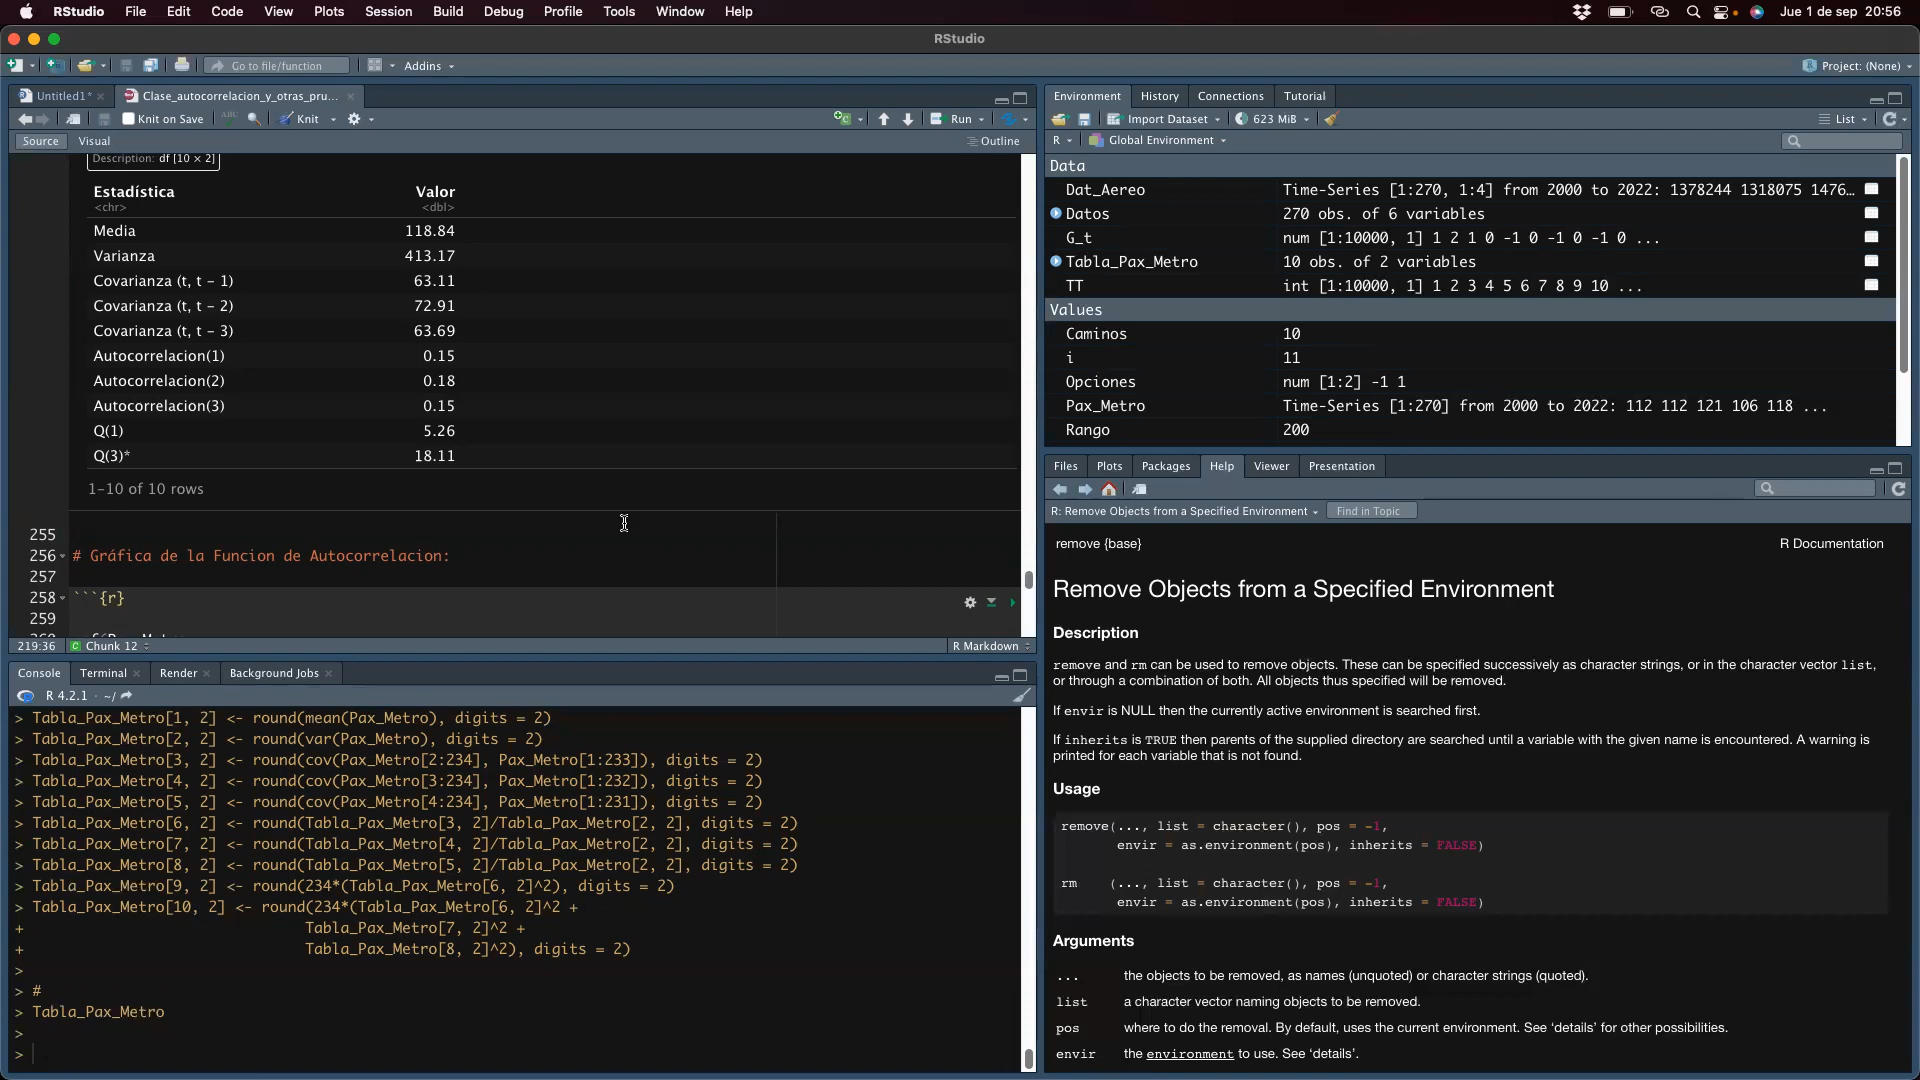 RStudio File Edit Code View Plots Session Build Debug Profile Tools Window Help Jue 1 de sep 20:56
RStudio
Go to file/function Addins Project: (None)
Untitled1* Clase_autocorrelacion_y_otras_pru...
Knit on Save ABC Knit Run
Source Visual Outline
Description: df [10 × 2]
Estadística Valor
<chr> <dbl>
Media 118.84
Varianza 413.17
Covarianza (t, t - 1) 63.11
Covarianza (t, t - 2) 72.91
Covarianza (t, t - 3) 63.69
Autocorrelacion(1) 0.15
Autocorrelacion(2) 0.18
Autocorrelacion(3) 0.15
Q(1) 5.26
Q(3)* 18.11
1-10 of 10 rows
255
256 # Gráfica de la Funcion de Autocorrelacion:
257
258 ```{r}
259
219:36 Chunk 12 R Markdown
Console Terminal Render Background Jobs
R 4.2.1 · ~/
> Tabla_Pax_Metro[1, 2] <- round(mean(Pax_Metro), digits = 2)
> Tabla_Pax_Metro[2, 2] <- round(var(Pax_Metro), digits = 2)
> Tabla_Pax_Metro[3, 2] <- round(cov(Pax_Metro[2:234], Pax_Metro[1:233]), digits = 2)
> Tabla_Pax_Metro[4, 2] <- round(cov(Pax_Metro[3:234], Pax_Metro[1:232]), digits = 2)
> Tabla_Pax_Metro[5, 2] <- round(cov(Pax_Metro[4:234], Pax_Metro[1:231]), digits = 2)
> Tabla_Pax_Metro[6, 2] <- round(Tabla_Pax_Metro[3, 2]/Tabla_Pax_Metro[2, 2], digits = 2)
> Tabla_Pax_Metro[7, 2] <- round(Tabla_Pax_Metro[4, 2]/Tabla_Pax_Metro[2, 2], digits = 2)
> Tabla_Pax_Metro[8, 2] <- round(Tabla_Pax_Metro[5, 2]/Tabla_Pax_Metro[2, 2], digits = 2)
> Tabla_Pax_Metro[9, 2] <- round(234*(Tabla_Pax_Metro[6, 2]^2), digits = 2)
> Tabla_Pax_Metro[10, 2] <- round(234*(Tabla_Pax_Metro[6, 2]^2 +
+ Tabla_Pax_Metro[7, 2]^2 +
+ Tabla_Pax_Metro[8, 2]^2), digits = 2)
>
> #
> Tabla_Pax_Metro
>
>
Environment History Connections Tutorial
Import Dataset 623 MiB List
R Global Environment
Data
Dat_Aereo Time-Series [1:270, 1:4] from 2000 to 2022: 1378244 1318075 1476…
Datos 270 obs. of 6 variables
G_t num [1:10000, 1] 1 2 1 0 -1 0 -1 0 -1 0 ...
Tabla_Pax_Metro 10 obs. of 2 variables
TT int [1:10000, 1] 1 2 3 4 5 6 7 8 9 10 ...
Values
Caminos 10
i 11
Opciones num [1:2] -1 1
Pax_Metro Time-Series [1:270] from 2000 to 2022: 112 112 121 106 118 ...
Rango 200
Files Plots Packages Help Viewer Presentation
R: Remove Objects from a Specified Environment Find in Topic
remove {base} R Documentation
Remove Objects from a Specified Environment
Description
remove and rm can be used to remove objects. These can be specified successively as character strings, or in the character vector list,
or through a combination of both. All objects thus specified will be removed.
If envir is NULL then the currently active environment is searched first.
If inherits is TRUE then parents of the supplied directory are searched until a variable with the given name is encountered. A warning is
printed for each variable that is not found.
Usage
remove(..., list = character(), pos = -1,
envir = as.environment(pos), inherits = FALSE)
rm (..., list = character(), pos = -1,
envir = as.environment(pos), inherits = FALSE)
Arguments
... the objects to be removed, as names (unquoted) or character strings (quoted).
list a character vector naming objects to be removed.
pos where to do the removal. By default, uses the current environment. See ‘details’ for other possibilities.
envir the environment to use. See ‘details’.